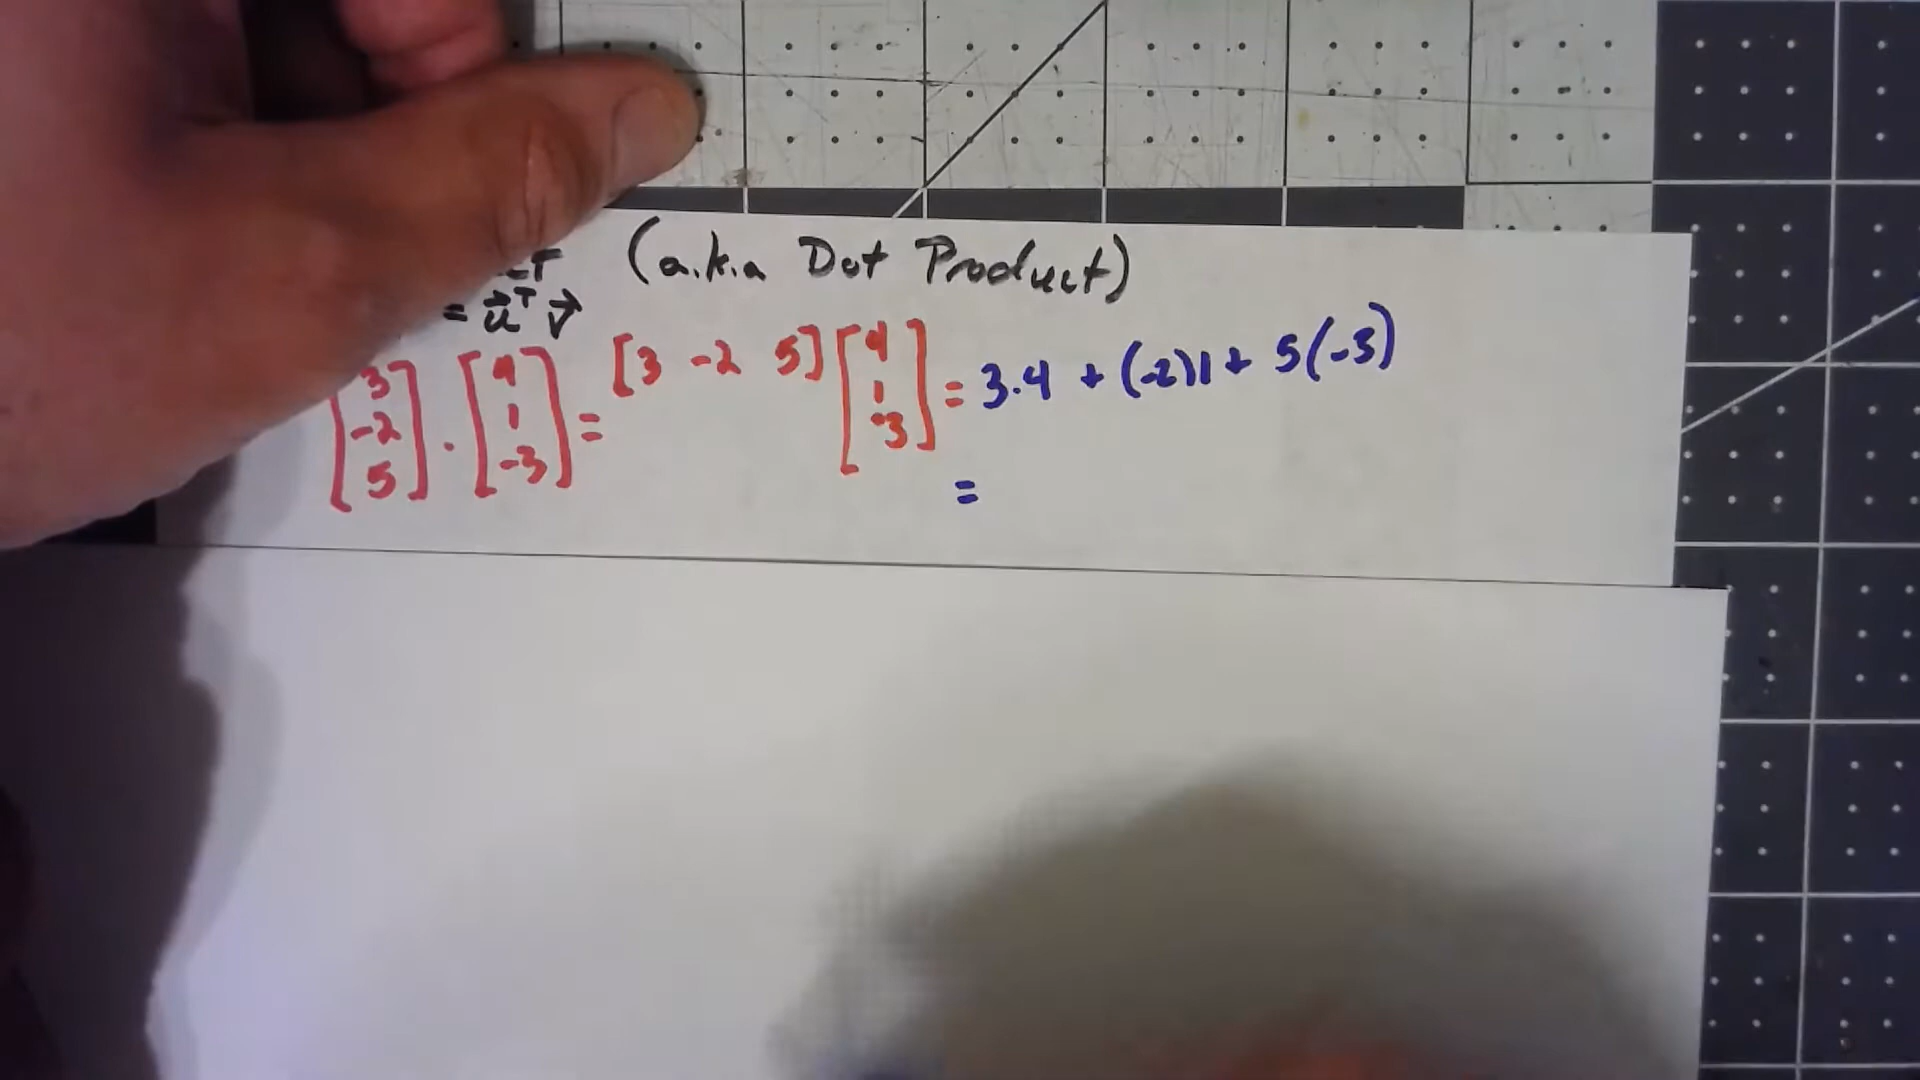 (a.k.a Dot Product)
= u⃗ᵀ v⃗
[3 -2 5] · [4 1 -3] = [3 -2 5] [4 1 -3] = 3·4 + (-2)1 + 5(-3)
=